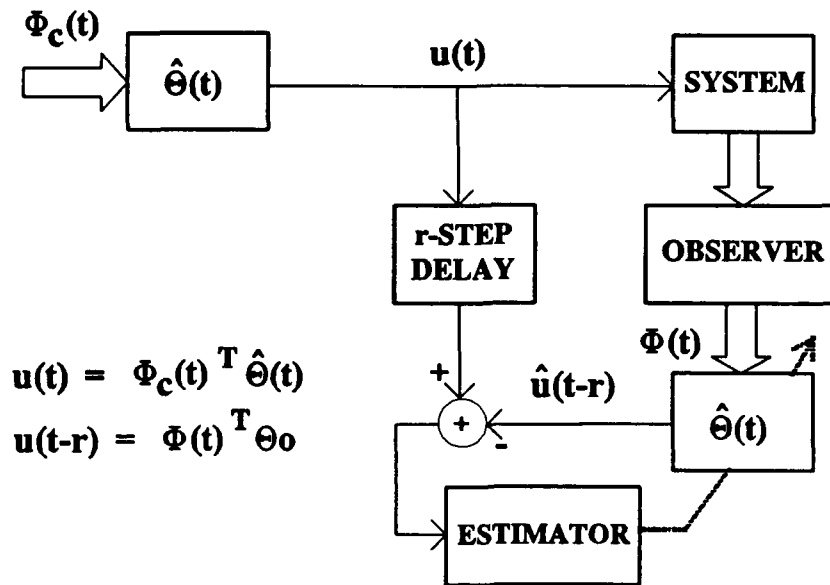 Φc(t)
Θ̂(t)
u(t)
SYSTEM
r-STEP
DELAY
OBSERVER
Φ(t)
+
û(t-r)
+
-
Θ̂(t)
u(t) = Φc(t)ᵀ Θ̂(t)
u(t-r) = Φ(t)ᵀ Θo
ESTIMATOR